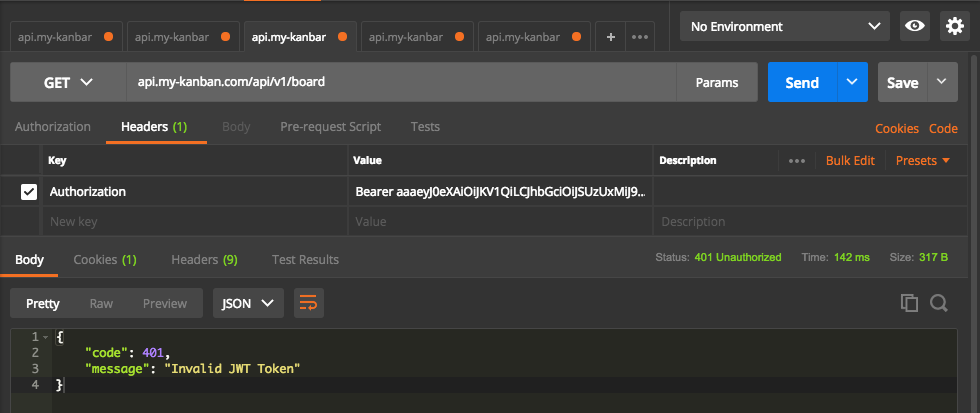 api.my-kanbar api.my-kanbar api.my-kanbar api.my-kanbar api.my-kanbar + ••• No Environment
GET api.my-kanban.com/api/v1/board Params Send Save
Authorization Headers (1) Body Pre-request Script Tests Cookies Code
Key Value Description ••• Bulk Edit Presets
Authorization Bearer aaaeyJ0eXAiOiJKV1QiLCJhbGciOiJSUzUxMiJ9...
New key Value Description
Body Cookies (1) Headers (9) Test Results Status: 401 Unauthorized Time: 142 ms Size: 317 B
Pretty Raw Preview JSON
1 {
2 "code": 401,
3 "message": "Invalid JWT Token"
4 }